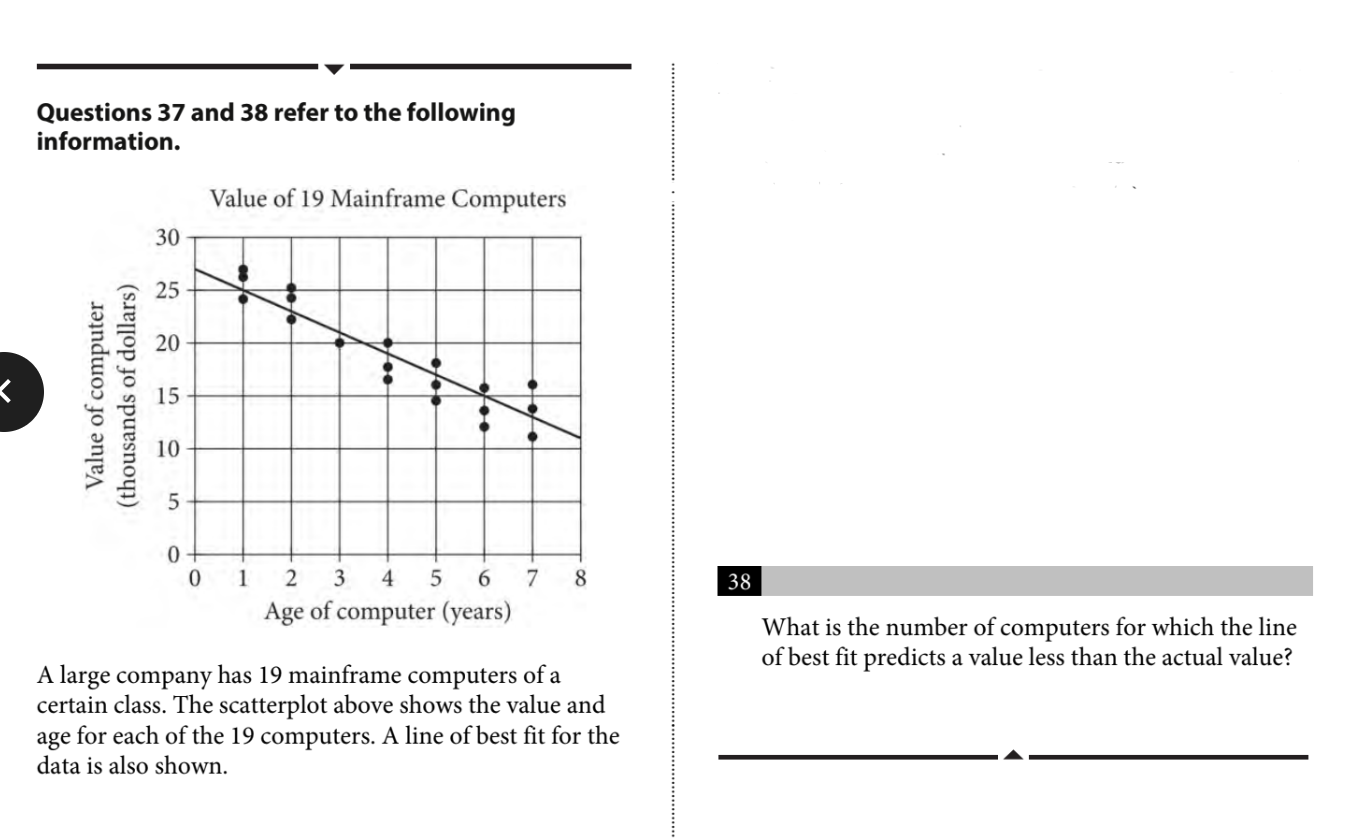 Questions 37 and 38 refer to the following
information.
Value of 19 Mainframe Computers
Value of computer
(thousands of dollars)
30
25
20
15
10
5
0
0 1 2 3 4 5 6 7 8
Age of computer (years)
A large company has 19 mainframe computers of a
certain class. The scatterplot above shows the value and
age for each of the 19 computers. A line of best fit for the
data is also shown.
38
What is the number of computers for which the line
of best fit predicts a value less than the actual value?